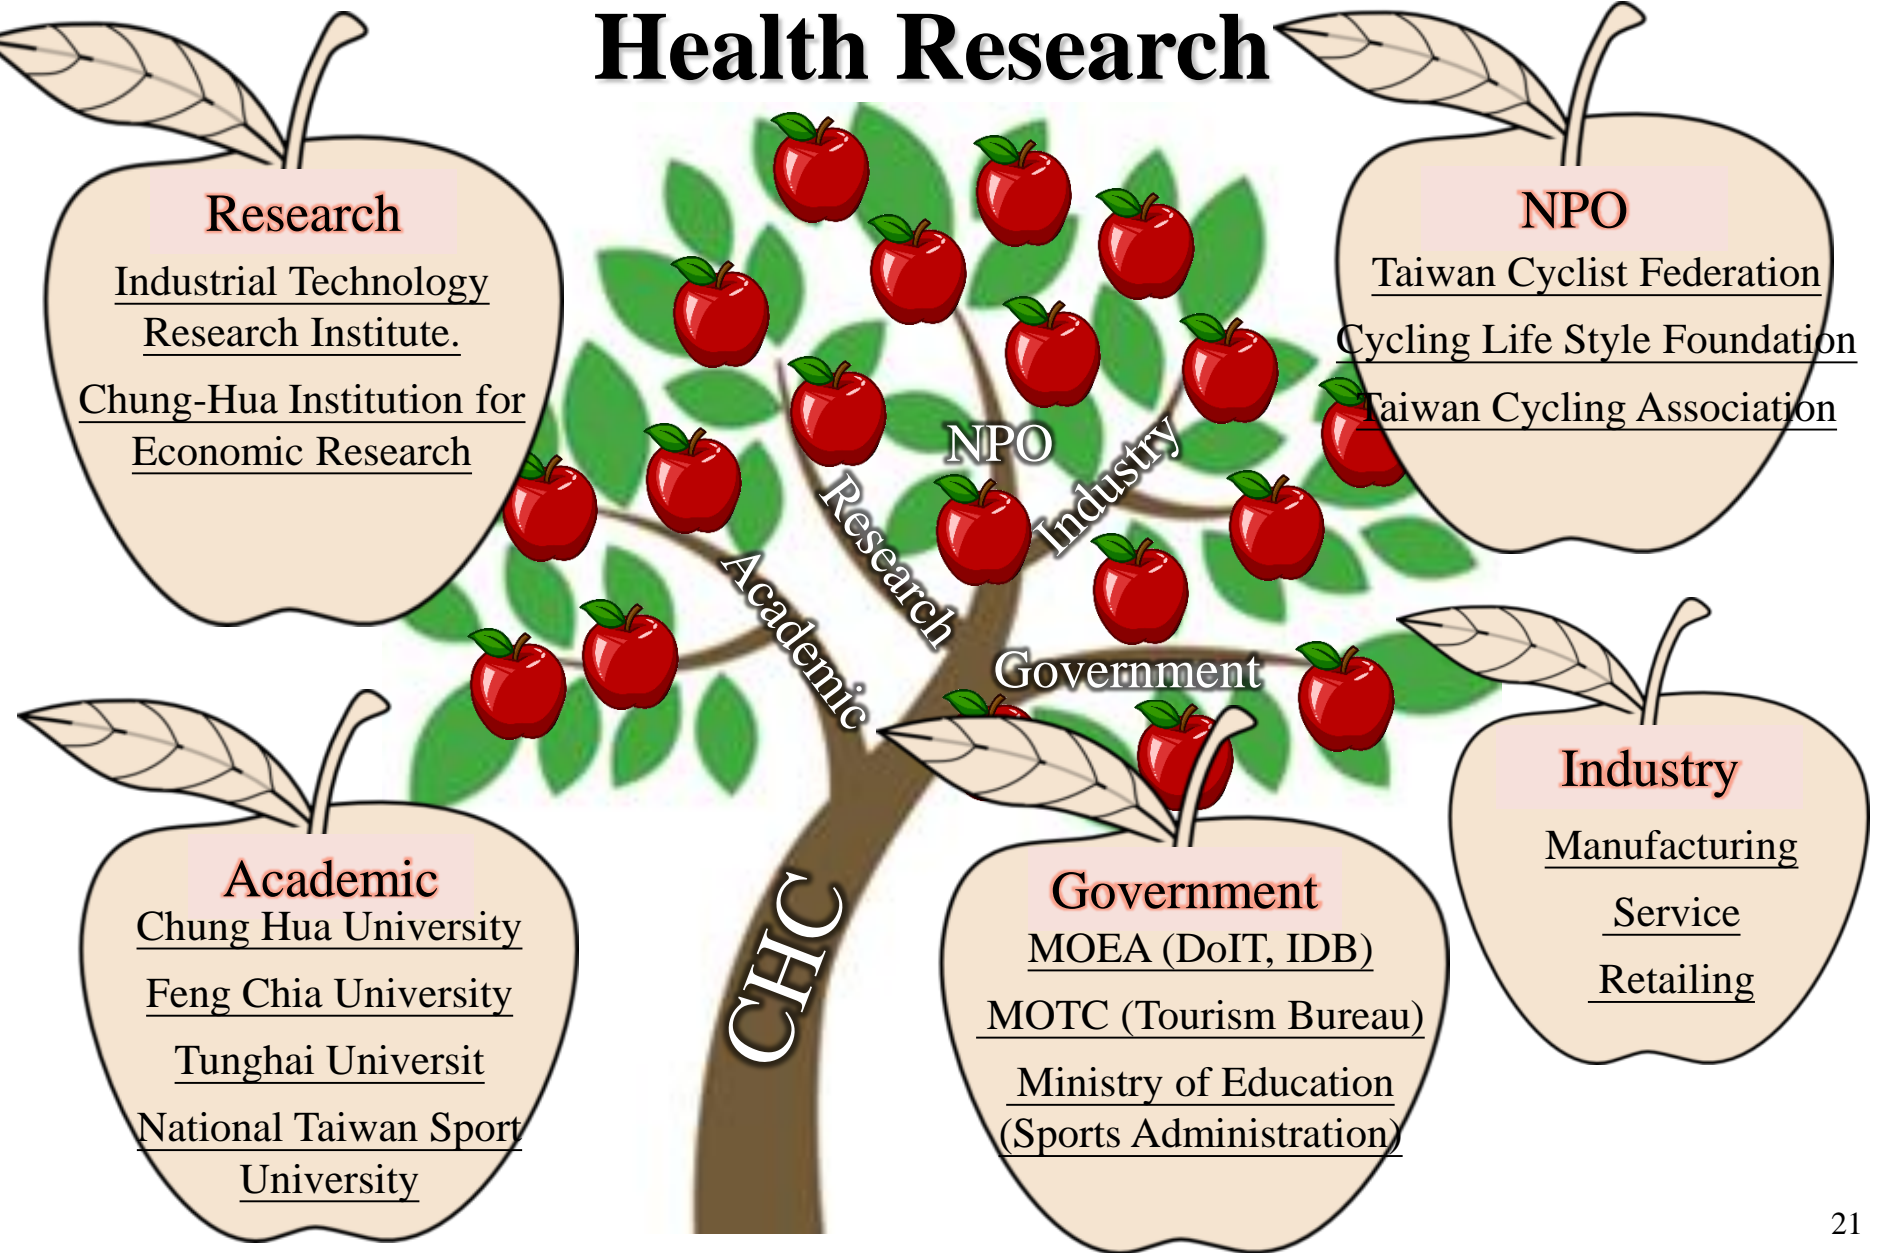 Health Research
Research
Industrial Technology
Research Institute.
Chung-Hua Institution for
Economic Research
NPO
Taiwan Cyclist Federation
Cycling Life Style Foundation
Taiwan Cycling Association
NPO
Industry
Research
Academic
Government
CHC
Academic
Chung Hua University
Feng Chia University
Tunghai Universit
National Taiwan Sport
University
Government
MOEA (DoIT, IDB)
MOTC (Tourism Bureau)
Ministry of Education
(Sports Administration)
Industry
Manufacturing
Service
Retailing
21